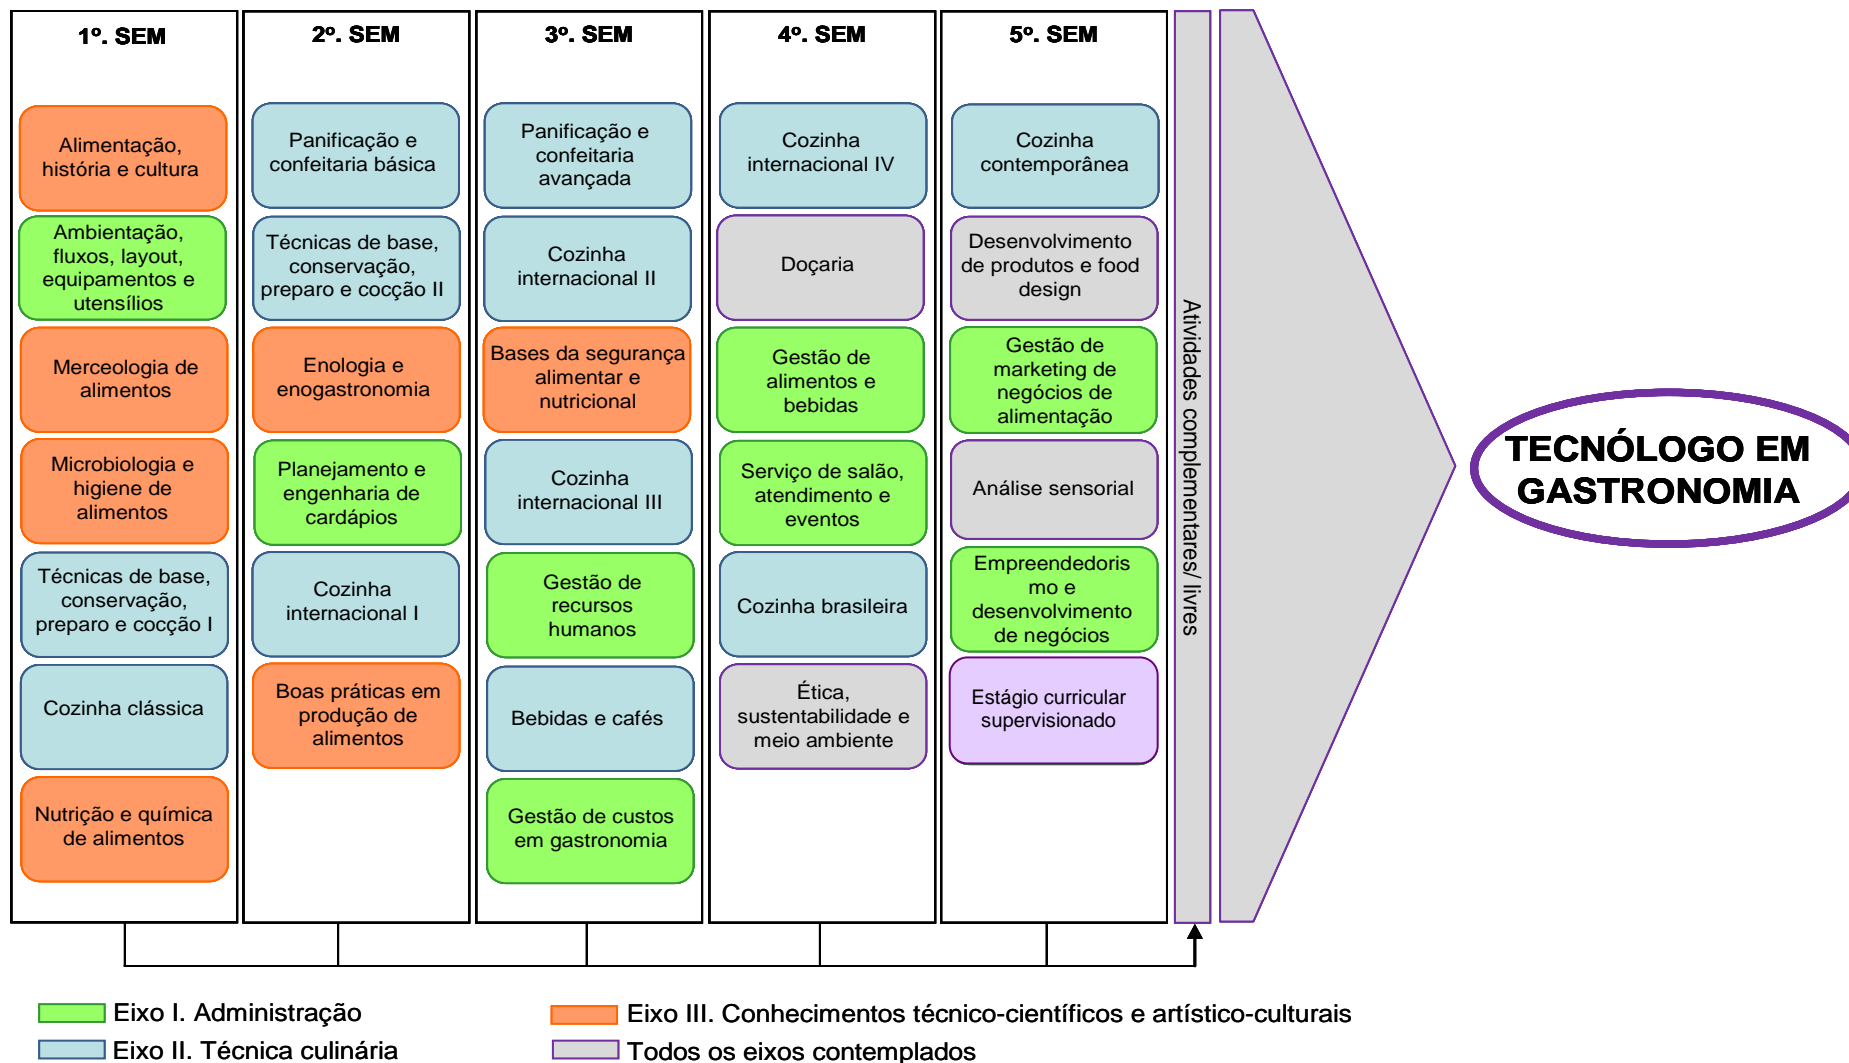 1º. SEM
Alimentação,
história e cultura
Ambientação,
fluxos, layout,
equipamentos e
utensílios
Merceologia de
alimentos
Microbiologia e
higiene de
alimentos
Técnicas de base,
conservação,
preparo e cocção I
Cozinha clássica
Nutrição e química
de alimentos
2º. SEM
Panificação e
confeitaria básica
Técnicas de base,
conservação,
preparo e cocção II
Enologia e
enogastronomia
Planejamento e
engenharia de
cardápios
Cozinha
internacional I
Boas práticas em
produção de
alimentos
3º. SEM
Panificação e
confeitaria
avançada
Cozinha
internacional II
Bases da segurança
alimentar e
nutricional
Cozinha
internacional III
Gestão de
recursos
humanos
Bebidas e cafés
Gestão de custos
em gastronomia
4º. SEM
Cozinha
internacional IV
Doçaria
Gestão de
alimentos e
bebidas
Serviço de salão,
atendimento e
eventos
Cozinha brasileira
Ética,
sustentabilidade e
meio ambiente
5º. SEM
Cozinha
contemporânea
Desenvolvimento
de produtos e food
design
Gestão de
marketing de
negócios de
alimentação
Análise sensorial
Empreendedoris
mo e
desenvolvimento
de negócios
Estágio curricular
supervisionado
Atividades complementares/ livres
TECNÓLOGO EM
GASTRONOMIA
Eixo I. Administração
Eixo II. Técnica culinária
Eixo III. Conhecimentos técnico-científicos e artístico-culturais
Todos os eixos contemplados